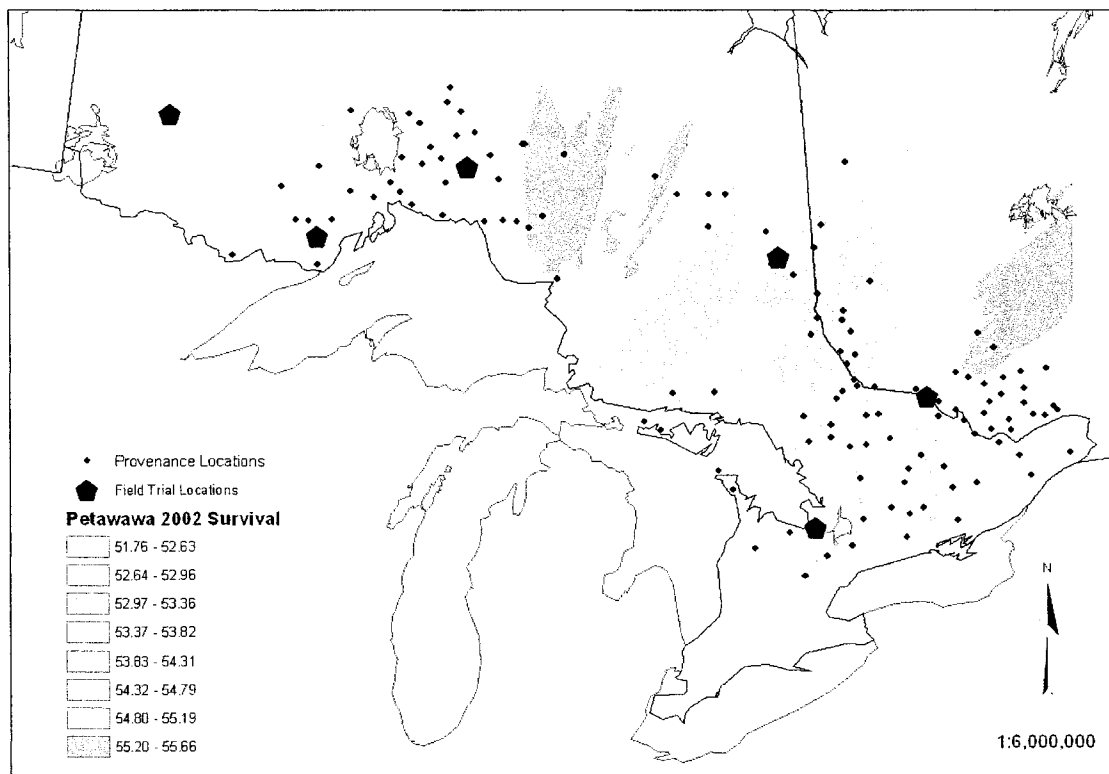 Provenance Locations
Field Trial Locations
Petawawa 2002 Survival
51.76 - 52.63
52.64 - 52.96
52.97 - 53.36
53.37 - 53.82
53.83 - 54.31
54.32 - 54.79
54.80 - 55.19
55.20 - 55.66
N
1:6,000,000